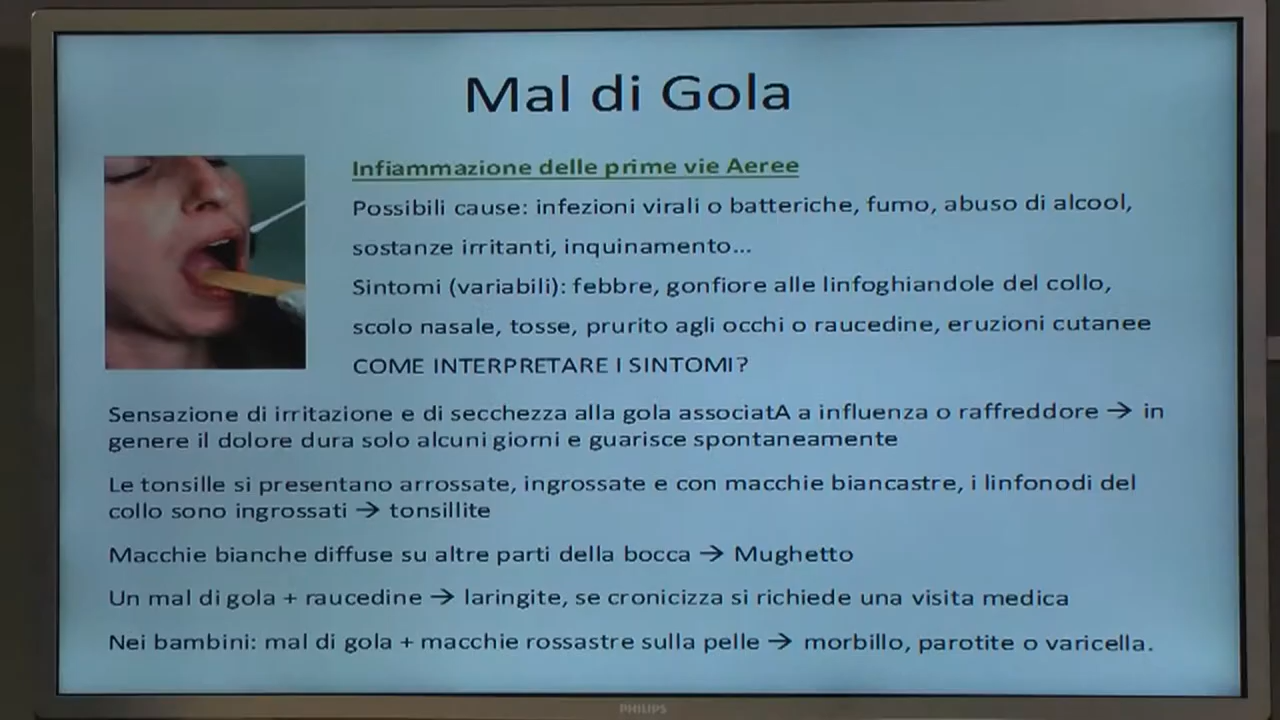 Mal di Gola
Infiammazione delle prime vie Aeree
Possibili cause: infezioni virali o batteriche, fumo, abuso di alcool,
sostanze irritanti, inquinamento...
Sintomi (variabili): febbre, gonfiore alle linfoghiandole del collo,
scolo nasale, tosse, prurito agli occhi o raucedine, eruzioni cutanee
COME INTERPRETARE I SINTOMI?
Sensazione di irritazione e di secchezza alla gola associatA a influenza o raffreddore → in
genere il dolore dura solo alcuni giorni e guarisce spontaneamente
Le tonsille si presentano arrossate, ingrossate e con macchie biancastre, i linfonodi del
collo sono ingrossati → tonsillite
Macchie bianche diffuse su altre parti della bocca → Mughetto
Un mal di gola + raucedine → laringite, se cronicizza si richiede una visita medica
Nei bambini: mal di gola + macchie rossastre sulla pelle → morbillo, parotite o varicella.
PHILIPS